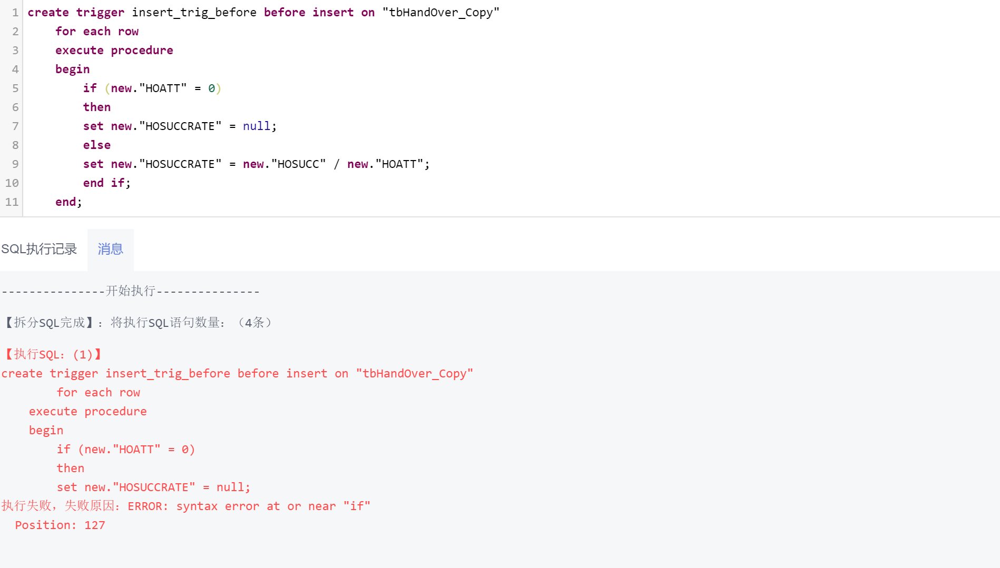 1 create trigger insert_trig_before before insert on "tbHandOver_Copy"
2 for each row
3 execute procedure
4 begin
5 if (new."HOATT" = 0)
6 then
7 set new."HOSUCCRATE" = null;
8 else
9 set new."HOSUCCRATE" = new."HOSUCC" / new."HOATT";
10 end if;
11 end;
SQL执行记录 消息
---------------开始执行---------------
【拆分SQL完成】：将执行SQL语句数量：（4条）
【执行SQL：(1)】
create trigger insert_trig_before before insert on "tbHandOver_Copy"
for each row
execute procedure
begin
if (new."HOATT" = 0)
then
set new."HOSUCCRATE" = null;
执行失败，失败原因：ERROR: syntax error at or near "if"
Position: 127